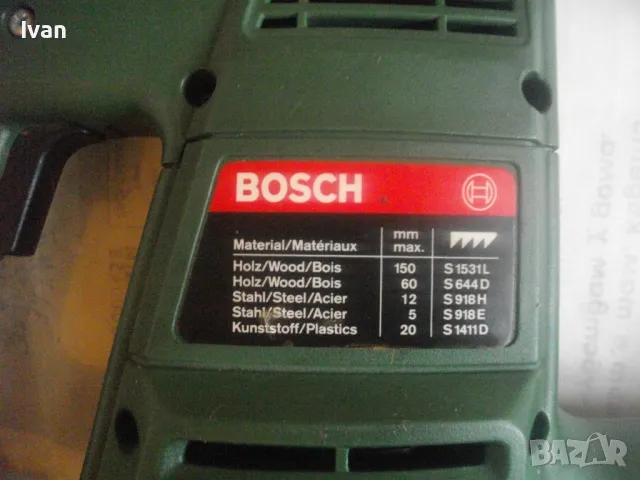 Ivan
BOSCH
Material/Matériaux mm max.
Holz/Wood/Bois 150 S 1531 L
Holz/Wood/Bois 60 S 644 D
Stahl/Steel/Acier 12 S 918 H
Stahl/Steel/Acier 5 S 918 E
Kunststoff/Plastics 20 S 1411 D
BAZAR